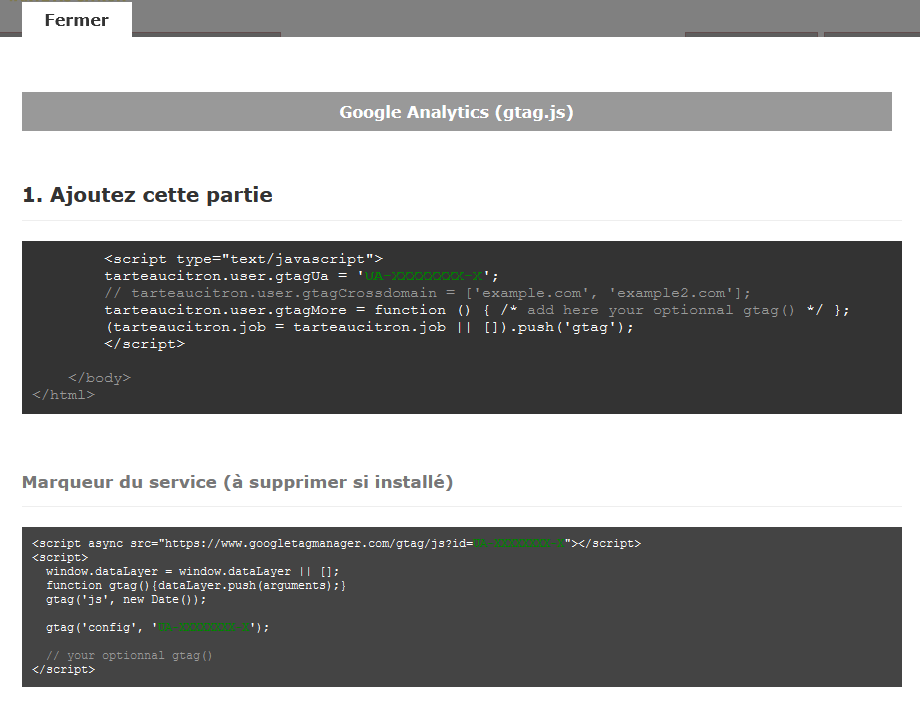 Fermer
Google Analytics (gtag.js)
1. Ajoutez cette partie
<script type="text/javascript">
tarteaucitron.user.gtagUa = 'UA-XXXXXXXX-X';
// tarteaucitron.user.gtagCrossdomain = ['example.com', 'example2.com'];
tarteaucitron.user.gtagMore = function () { /* add here your optionnal gtag() */ };
(tarteaucitron.job = tarteaucitron.job || []).push('gtag');
</script>
</body>
</html>
Marqueur du service (à supprimer si installé)
<script async src="https://www.googletagmanager.com/gtag/js?id=UA-XXXXXXXX-X"></script>
<script>
window.dataLayer = window.dataLayer || [];
function gtag(){dataLayer.push(arguments);}
gtag('js', new Date());
gtag('config', 'UA-XXXXXXXX-X');
// your optionnal gtag()
</script>